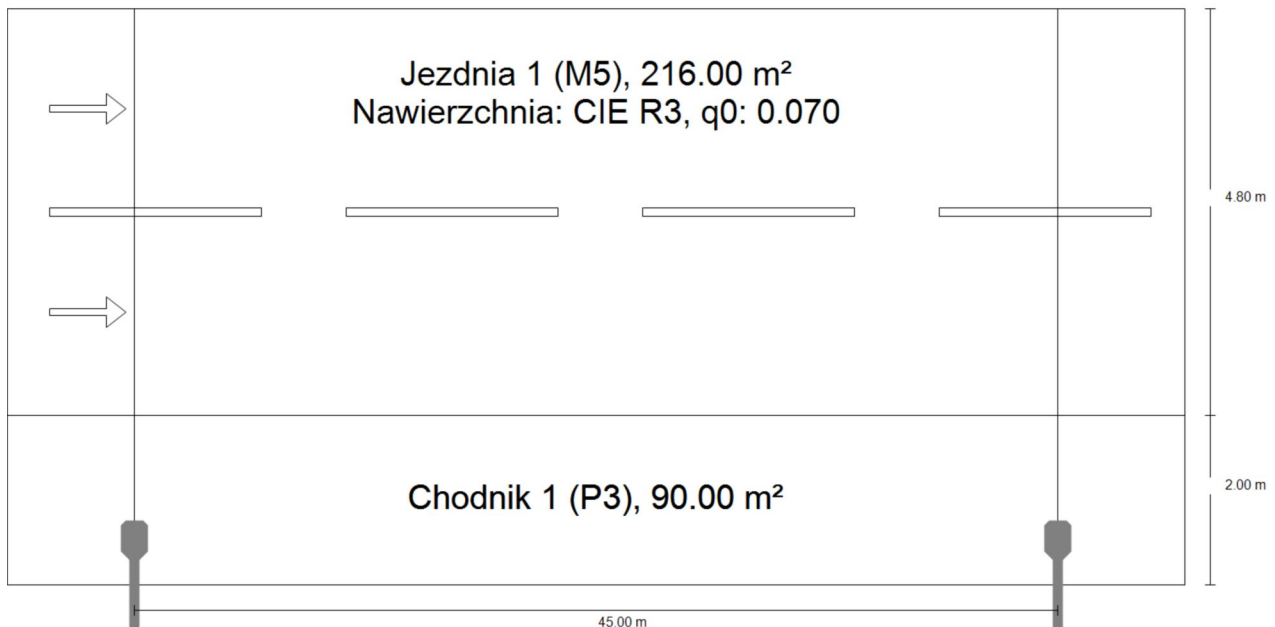 Jezdnia 1 (M5), 216.00 m²
Nawierzchnia: CIE R3, q0: 0.070
4.80 m
Chodnik 1 (P3), 90.00 m²
2.00 m
45.00 m